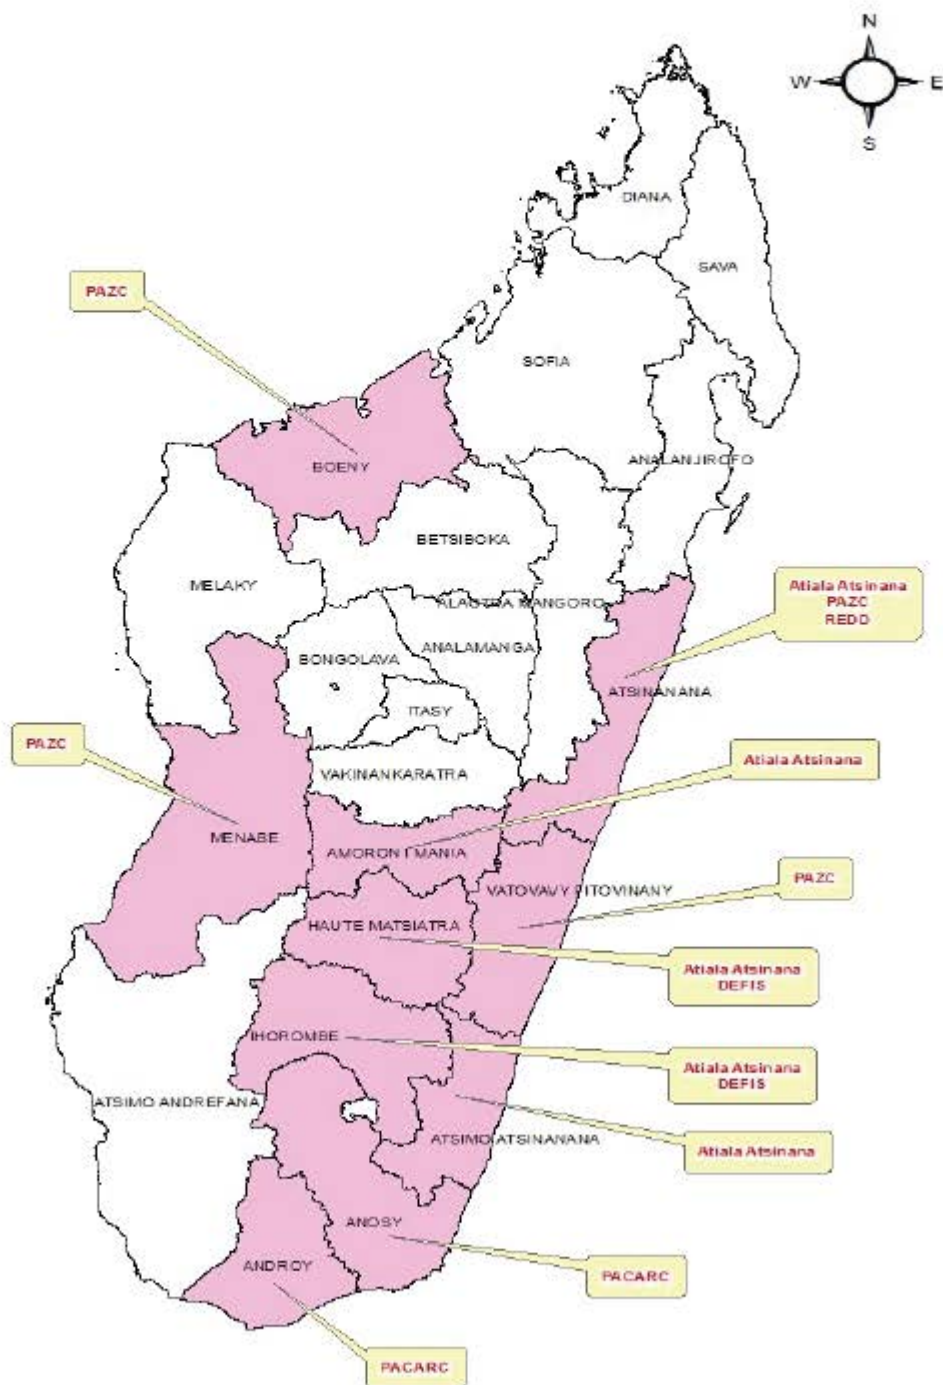 N
W E
S
DIANA
SAVA
PAZC
SOFIA
BOENY
ANALANJIROFO
BETSIBOKA
MELAKY
Atiala Atsinana
PAZC
REDD
ALAOTRA MANGORO
ANALAMANGA
BONGOLAVA
ATSINANANA
ITASY
PAZC
Atiala Atsinana
VAKINANKARATRA
MENABE
AMORON I MANIA
PAZC
VATOVAVY FITOVINANY
HAUTE MATSIATRA
Atiala Atsinana
DEFIS
IHOROMBE
Atiala Atsinana
DEFIS
ATSIMO ANDREFANA
ATSIMO ATSINANANA
Atiala Atsinana
ANOSY
ANDROY
PACARC
PACARC